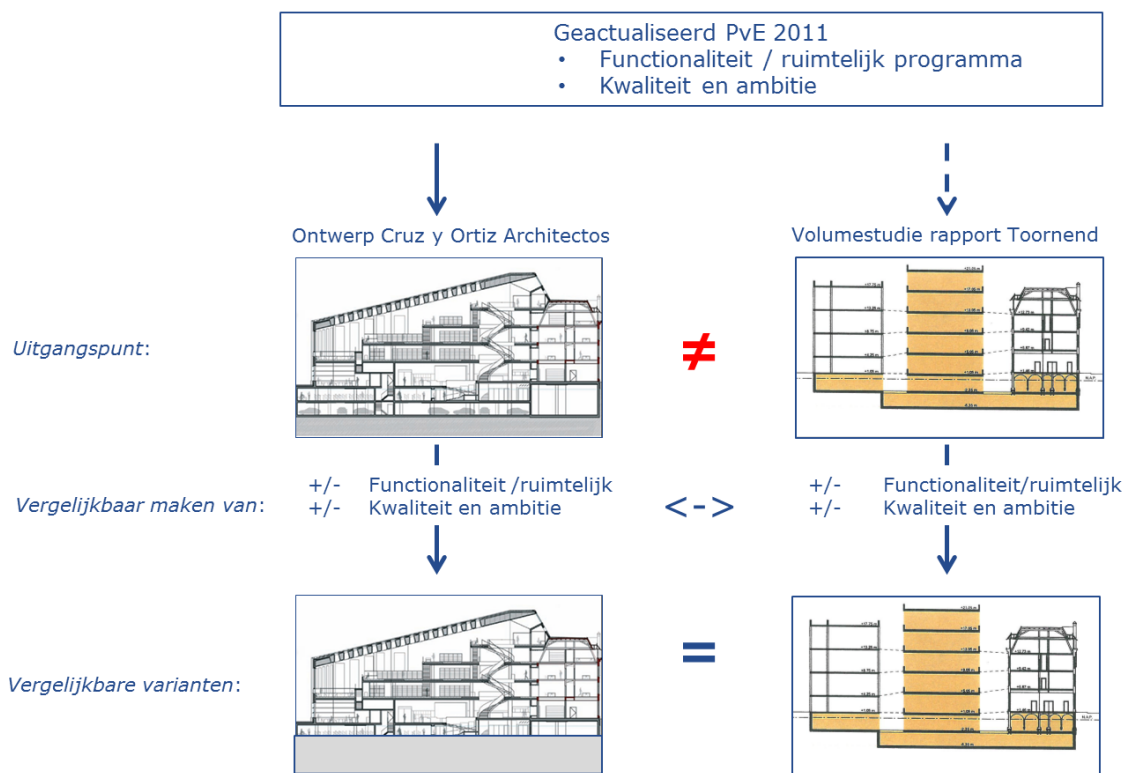 Geactualiseerd PvE 2011
• Functionaliteit / ruimtelijk programma
• Kwaliteit en ambitie
Ontwerp Cruz y Ortiz Architectos
Volumestudie rapport Toornend
Uitgangspunt:
≠
Vergelijkbaar maken van:
+/- Functionaliteit /ruimtelijk
+/- Kwaliteit en ambitie
<->
+/- Functionaliteit/ruimtelijk
+/- Kwaliteit en ambitie
Vergelijkbare varianten:
=